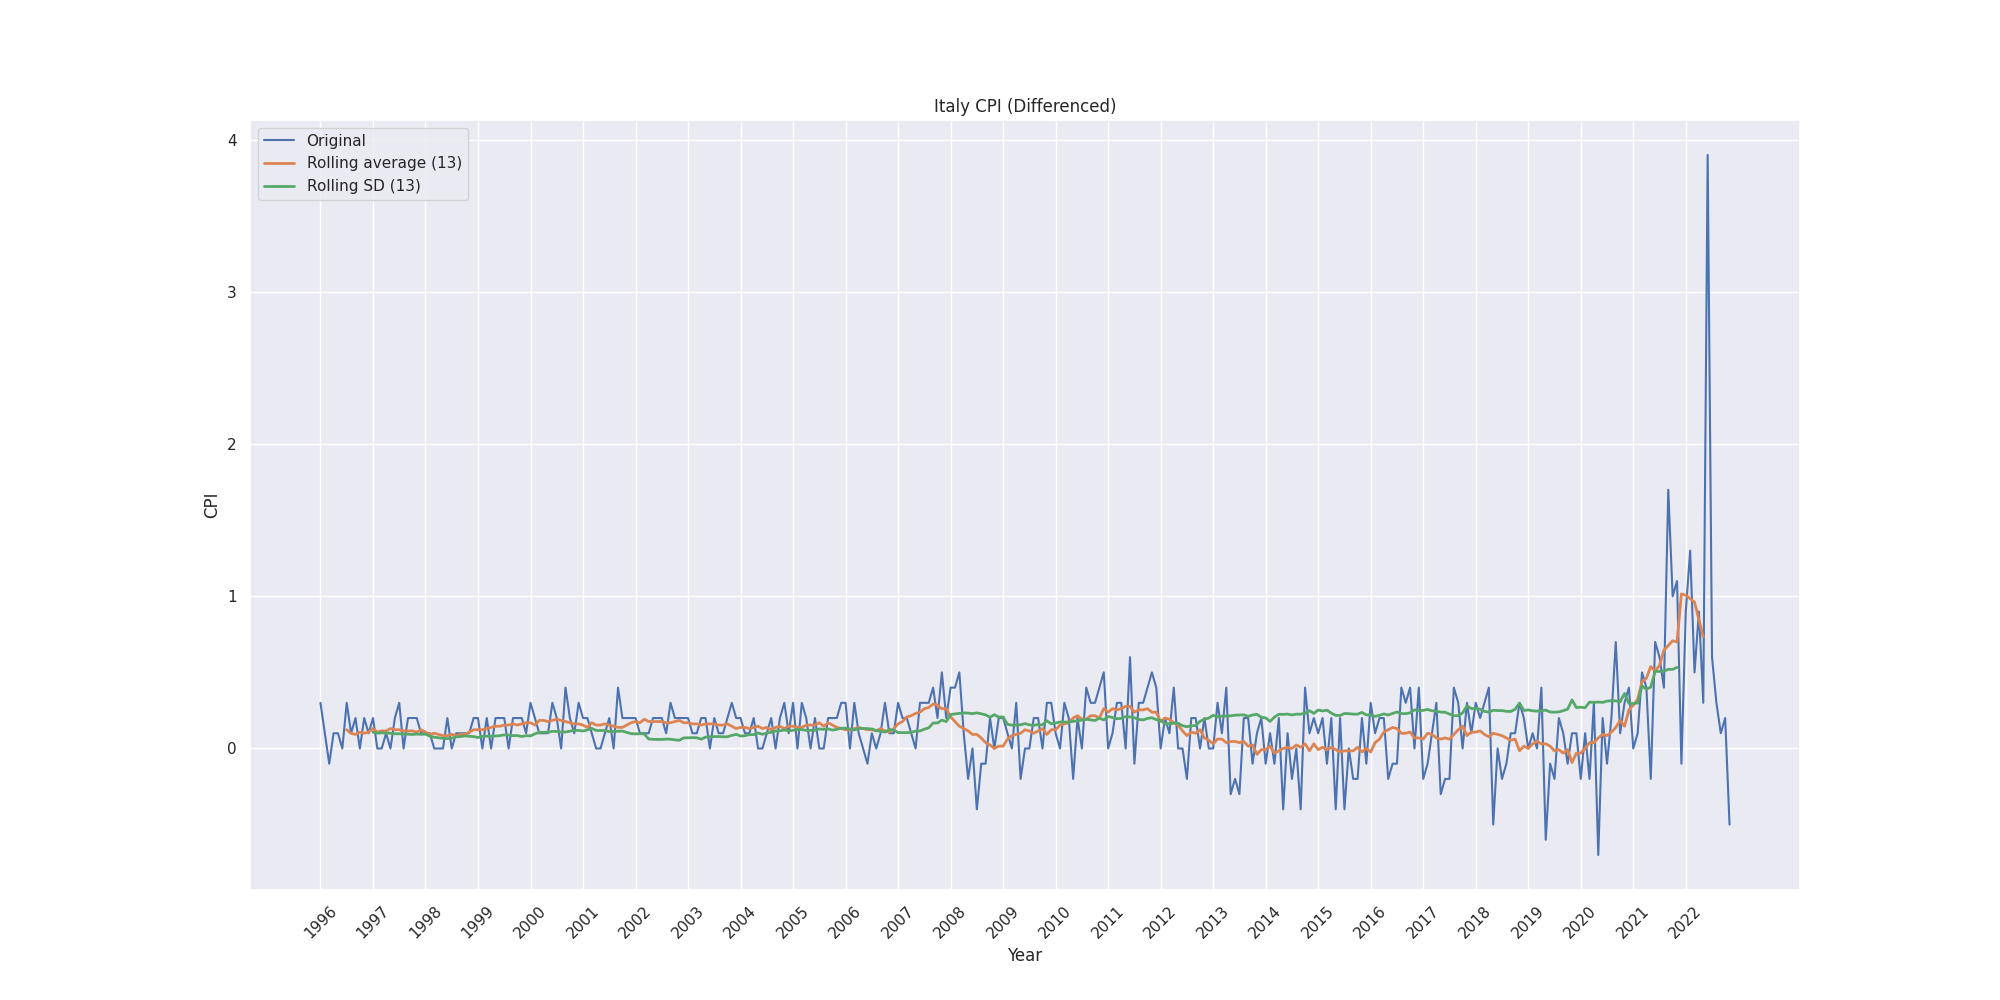 Italy CPI (Differenced)
Original
Rolling average (13)
Rolling SD (13)
4
3
2
1
0
CPI
1996 1997 1998 1999 2000 2001 2002 2003 2004 2005 2006 2007 2008 2009 2010 2011 2012 2013 2014 2015 2016 2017 2018 2019 2020 2021 2022
Year